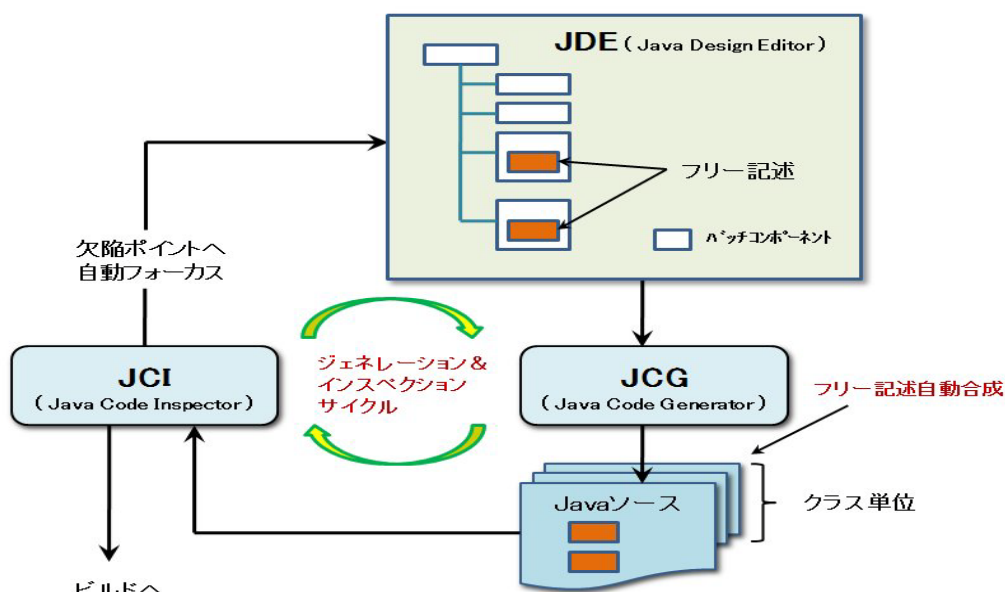 JDE ( Java Design Editor )
フリー記述
ﾊﾞｯﾁｺﾝﾎﾟｰﾈﾝﾄ
欠陥ポイントへ
自動フォーカス
ジェネレーション&
インスペクション
サイクル
JCI
( Java Code Inspector )
JCG
( Java Code Generator )
フリー記述自動合成
Javaソース
クラス単位
ビルドへ